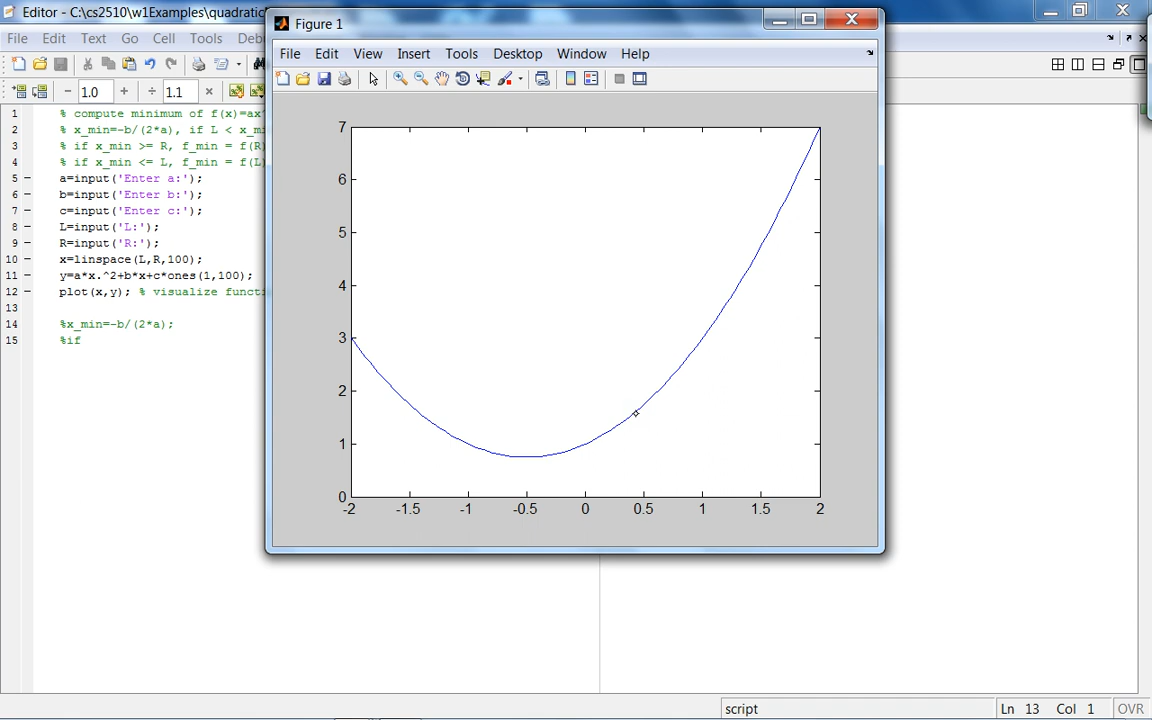 Editor - C:\cs2510\w1Examples\quadratic
File Edit Text Go Cell Tools Debu
1.0
1.1
1 % compute minimum of f(x)=ax^
2 % x_min=-b/(2*a), if L < x_mi
3 % if x_min >= R, f_min = f(R)
4 % if x_min <= L, f_min = f(L)
5 a=input('Enter a:');
6 b=input('Enter b:');
7 c=input('Enter c:');
8 L=input('L:');
9 R=input('R:');
10 x=linspace(L,R,100);
11 y=a*x.^2+b*x+c*ones(1,100);
12 plot(x,y); % visualize functi
13
14 %x_min=-b/(2*a);
15 %if
Figure 1
File Edit View Insert Tools Desktop Window Help
7
6
5
4
3
2
1
0
-2 -1.5 -1 -0.5 0 0.5 1 1.5 2
script Ln 13 Col 1 OVR